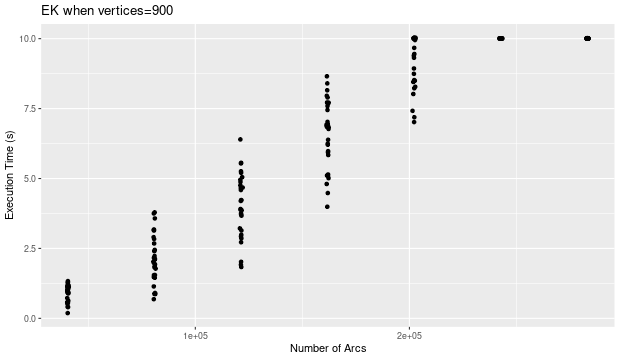 EK when vertices=900
Execution Time (s)
10.0
7.5
5.0
2.5
0.0
1e+05 2e+05
Number of Arcs